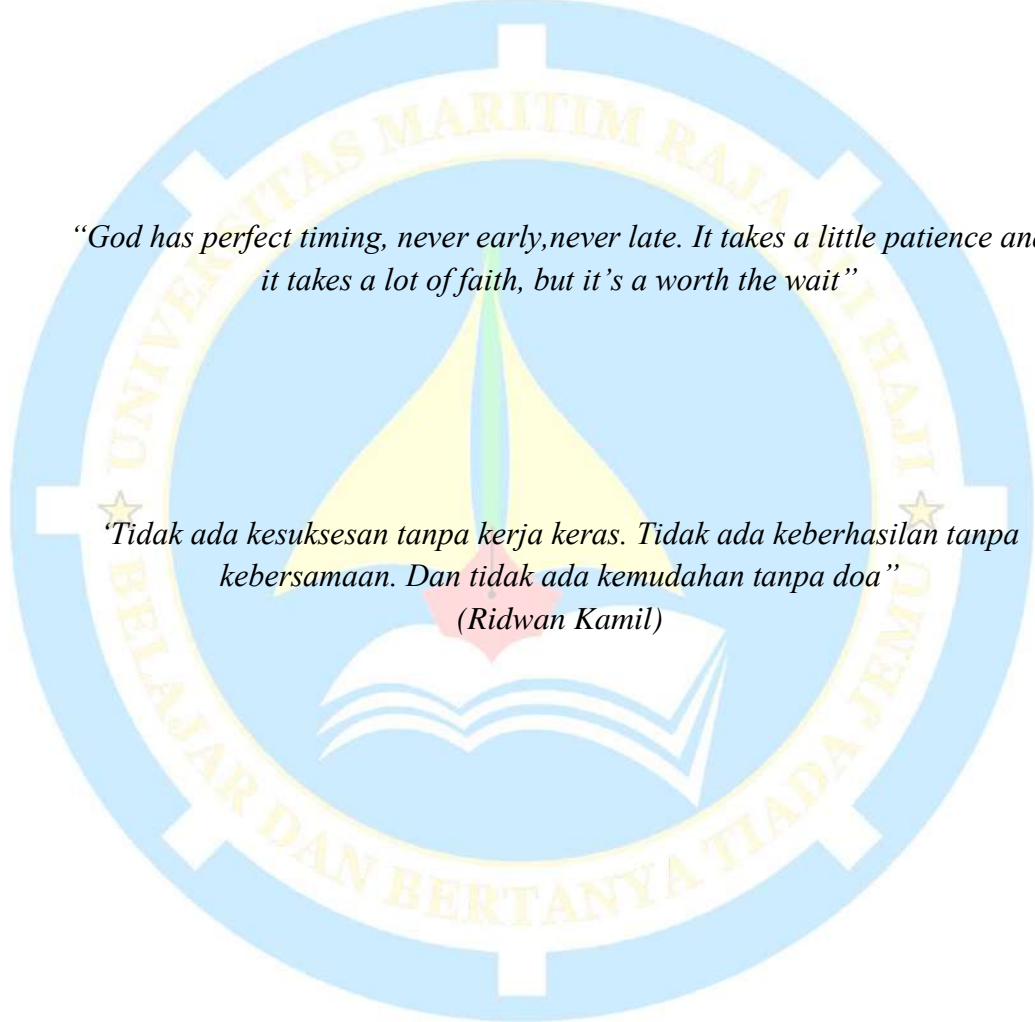 UNIVERSITAS MARITIM RAJA ALI HAJI
“God has perfect timing, never early,never late. It takes a little patience and
it takes a lot of faith, but it’s a worth the wait”
‘Tidak ada kesuksesan tanpa kerja keras. Tidak ada keberhasilan tanpa
kebersamaan. Dan tidak ada kemudahan tanpa doa”
(Ridwan Kamil)
BELAJAR DAN BERTANYA TIADA JEMU